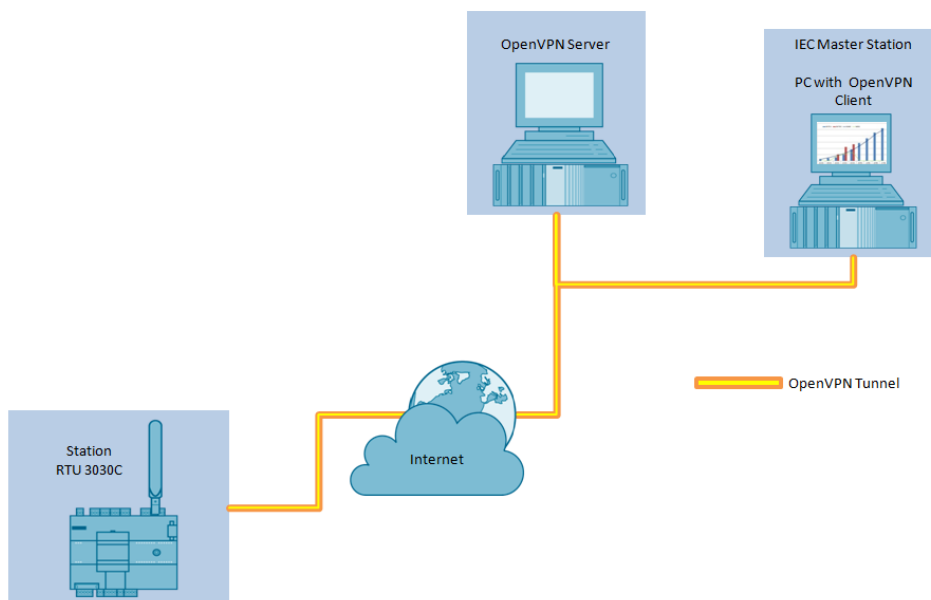 OpenVPN Server
IEC Master Station
PC with OpenVPN
Client
OpenVPN Tunnel
Internet
Station
RTU 3030C